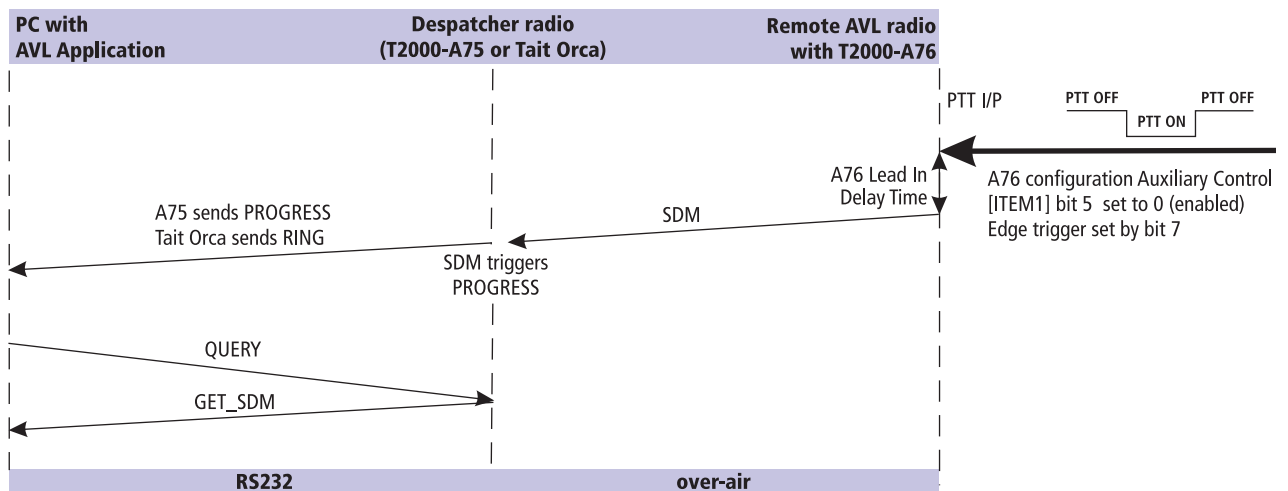 PC with
AVL Application
Despatcher radio
(T2000-A75 or Tait Orca)
Remote AVL radio
with T2000-A76
PTT I/P
PTT OFF
PTT ON
PTT OFF
A76 Lead In
Delay Time
A76 configuration Auxiliary Control
[ITEM1] bit 5 set to 0 (enabled)
Edge trigger set by bit 7
A75 sends PROGRESS
Tait Orca sends RING
SDM
SDM triggers
PROGRESS
QUERY
GET_SDM
RS232
over-air